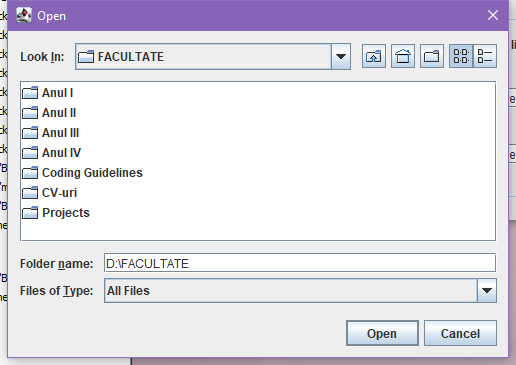 Open
Look In: FACULTATE
Anul I
Anul II
Anul III
Anul IV
Coding Guidelines
CV-uri
Projects
Folder name: D:\FACULTATE
Files of Type: All Files
Open Cancel